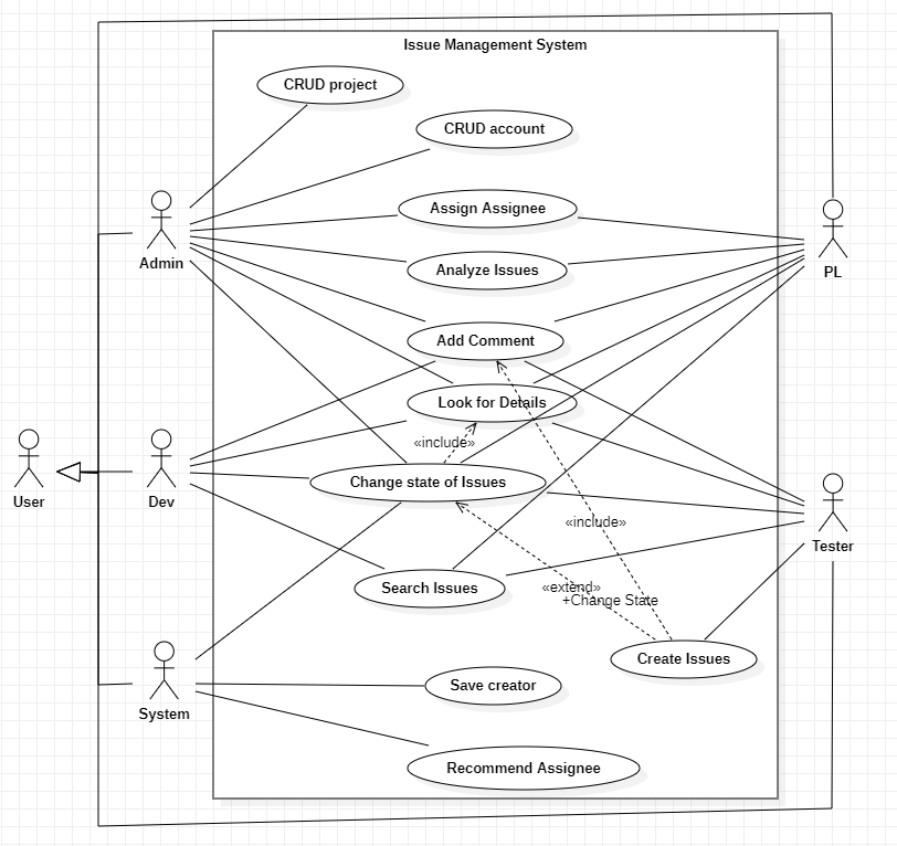 Issue Management System
CRUD project
CRUD account
Assign Assignee
Admin
Analyze Issues
PL
Add Comment
Look for Details
«include»
Change state of Issues
User
Dev
«include»
Tester
Search Issues
«extend»
+Change State
Create Issues
Save creator
System
Recommend Assignee